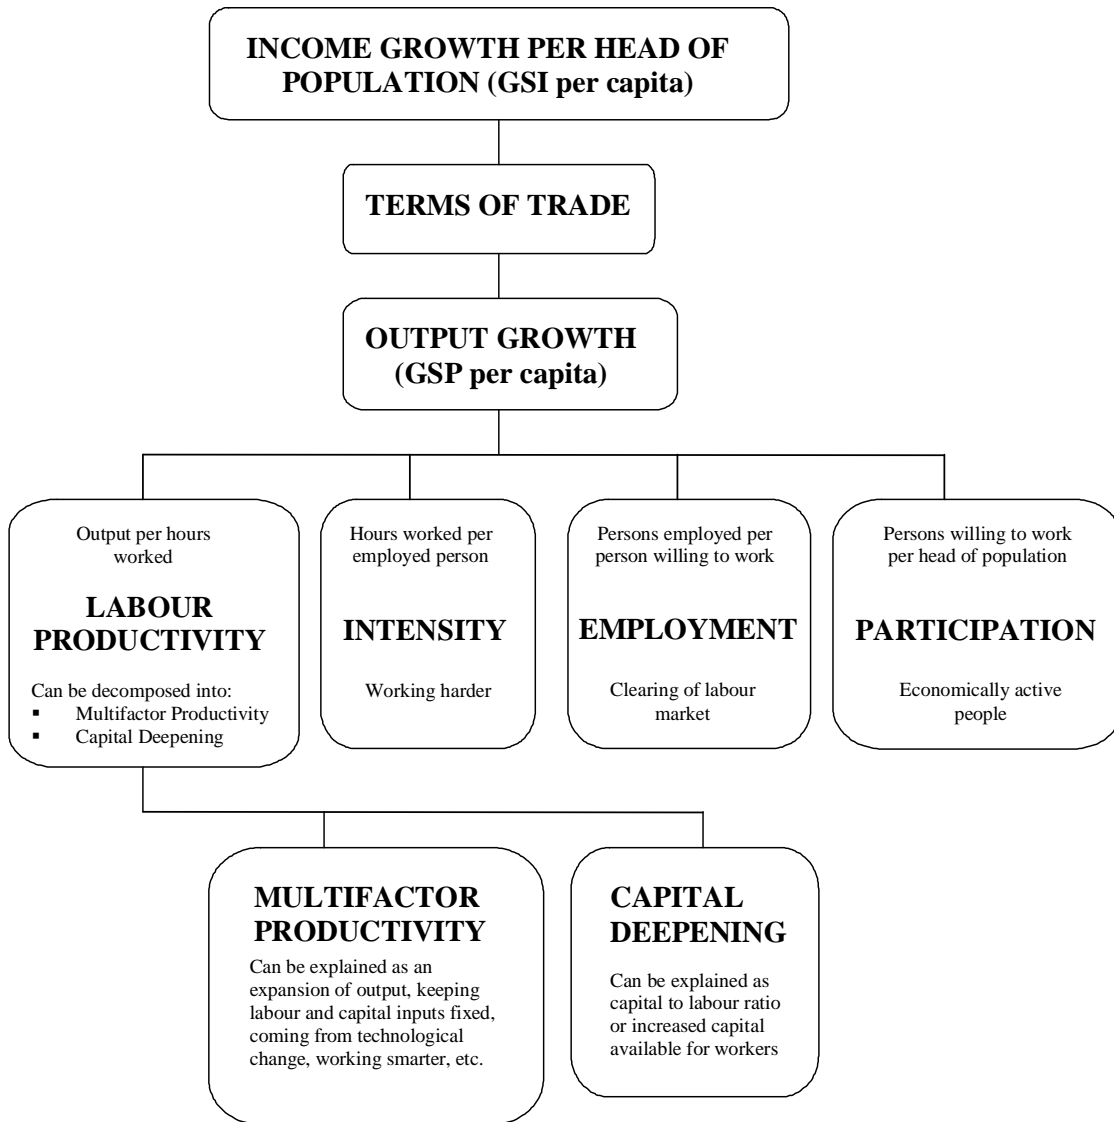 INCOME GROWTH PER HEAD OF
POPULATION (GSI per capita)
TERMS OF TRADE
OUTPUT GROWTH
(GSP per capita)
Output per hours
worked
LABOUR
PRODUCTIVITY
Can be decomposed into:
▪ Multifactor Productivity
▪ Capital Deepening
Hours worked per
employed person
INTENSITY
Working harder
Persons employed per
person willing to work
EMPLOYMENT
Clearing of labour
market
Persons willing to work
per head of population
PARTICIPATION
Economically active
people
MULTIFACTOR
PRODUCTIVITY
Can be explained as an
expansion of output, keeping
labour and capital inputs fixed,
coming from technological
change, working smarter, etc.
CAPITAL
DEEPENING
Can be explained as
capital to labour ratio
or increased capital
available for workers